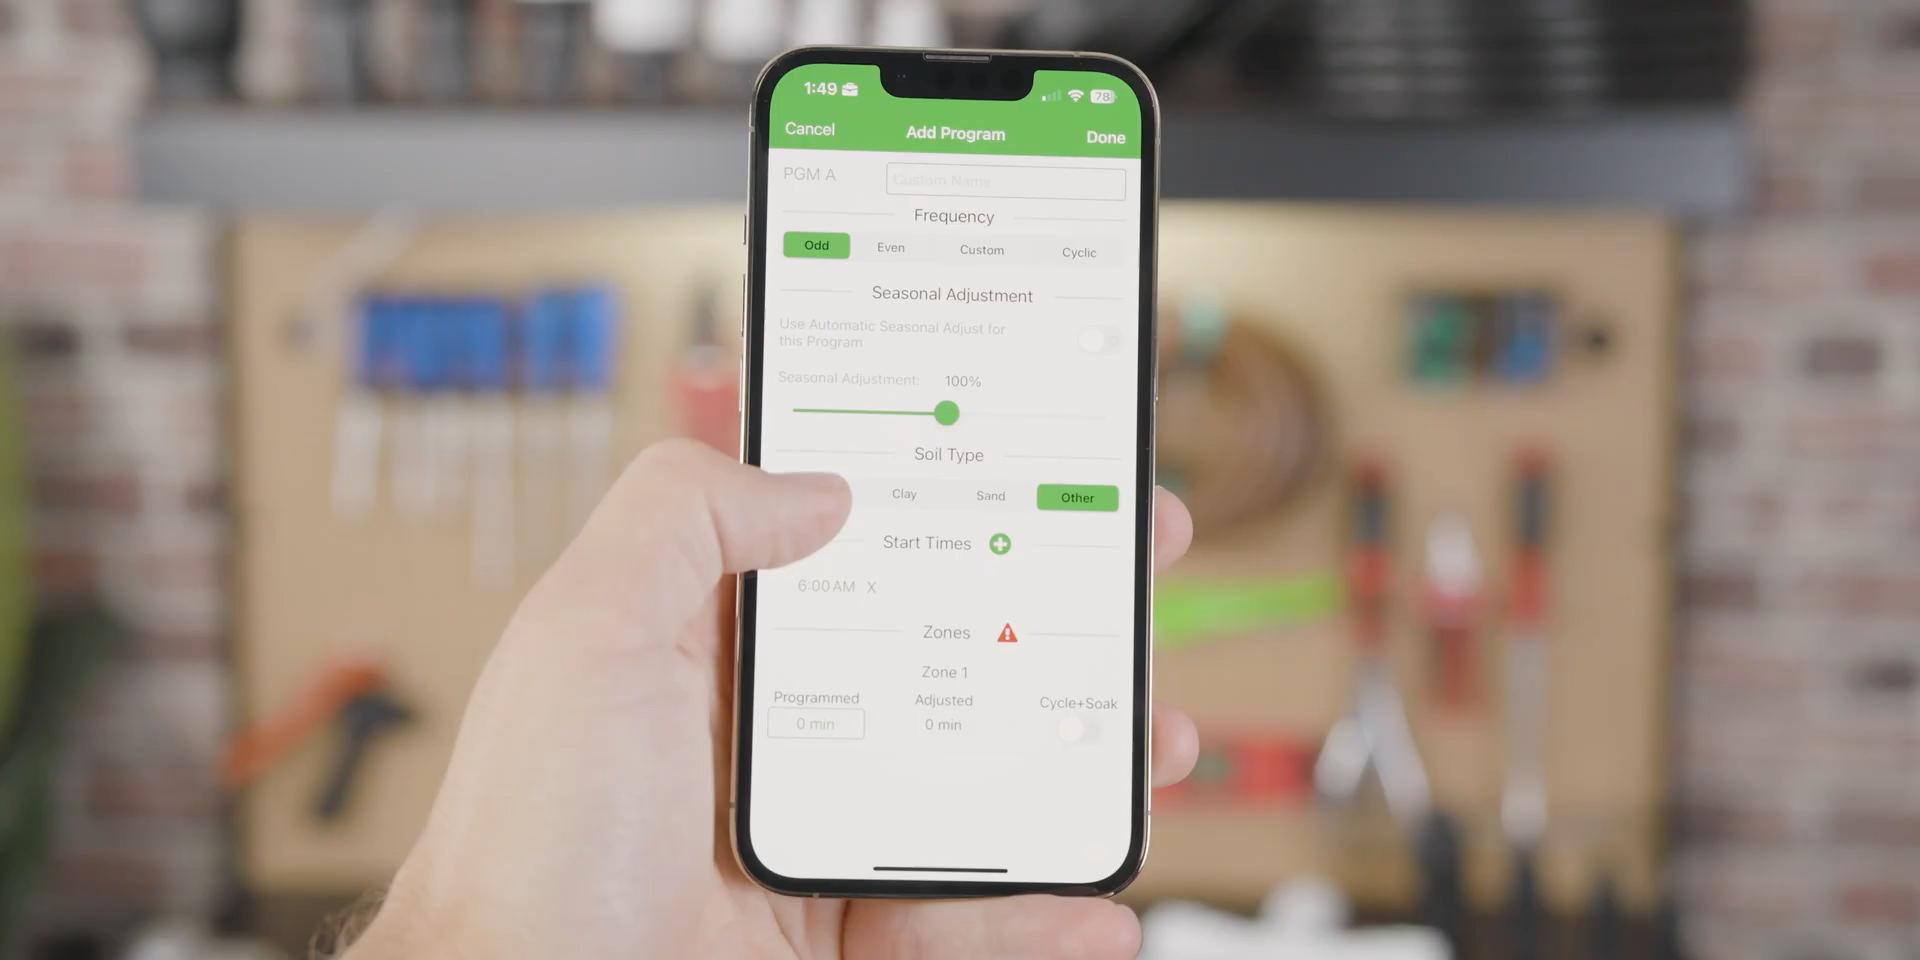 1:49 78
Cancel Add Program Done
PGM A Custom Name
Frequency
Odd Even Custom Cyclic
Seasonal Adjustment
Use Automatic Seasonal Adjust for
this Program
Seasonal Adjustment: 100%
Soil Type
Clay Sand Other
Start Times
6:00 AM X
Zones
Zone 1
Programmed Adjusted Cycle+Soak
0 min 0 min